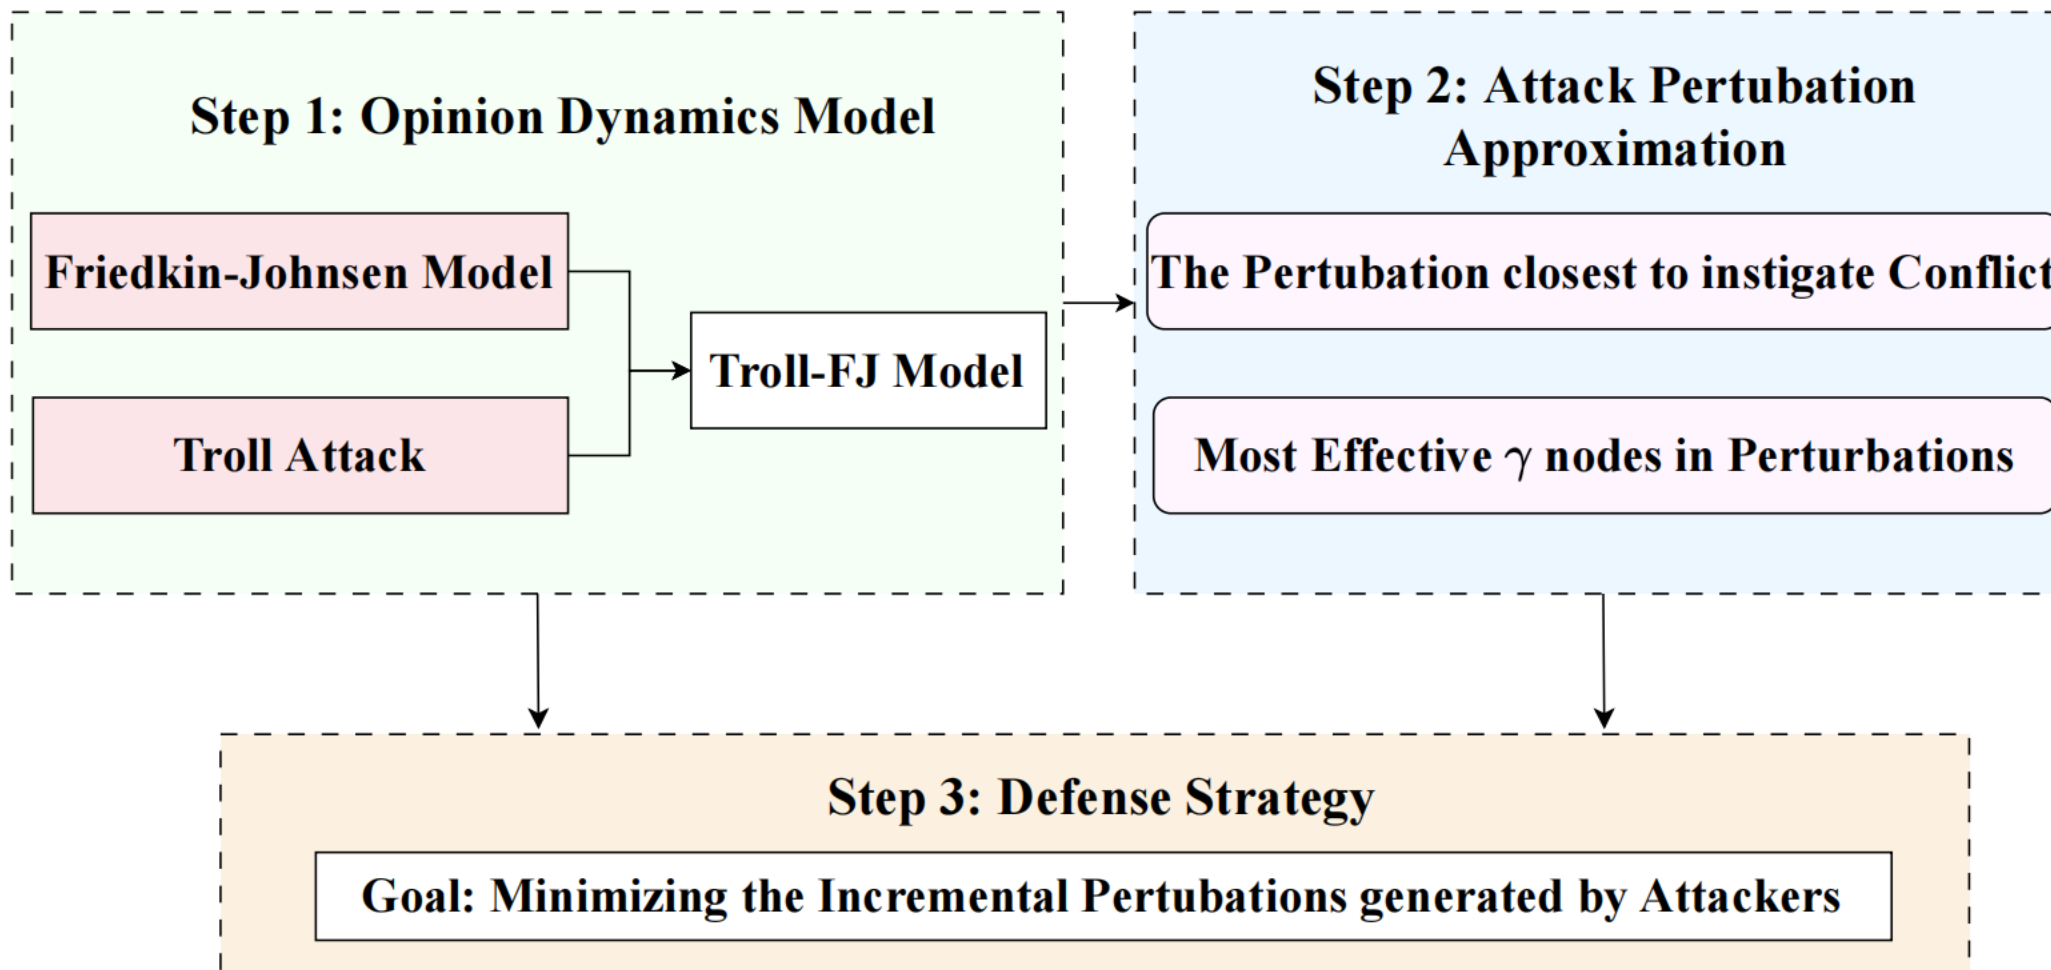 Step 1: Opinion Dynamics Model
Friedkin-Johnsen Model
Troll Attack
Troll-FJ Model
Step 2: Attack Pertubation
Approximation
The Pertubation closest to instigate Conflict
Most Effective γ nodes in Perturbations
Step 3: Defense Strategy
Goal: Minimizing the Incremental Pertubations generated by Attackers